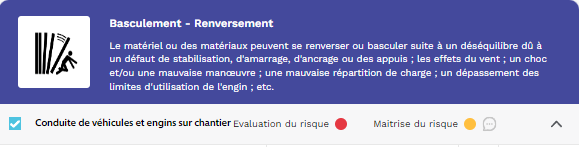 Basculement - Renversement
Le matériel ou des matériaux peuvent se renverser ou basculer suite à un déséquilibre dû à
un défaut de stabilisation, d'amarrage, d'ancrage ou des appuis ; les effets du vent ; un choc
et/ou une mauvaise manœuvre ; une mauvaise répartition de charge ; un dépassement des
limites d'utilisation de l'engin ; etc.
Conduite de véhicules et engins sur chantier Evaluation du risque Maitrise du risque